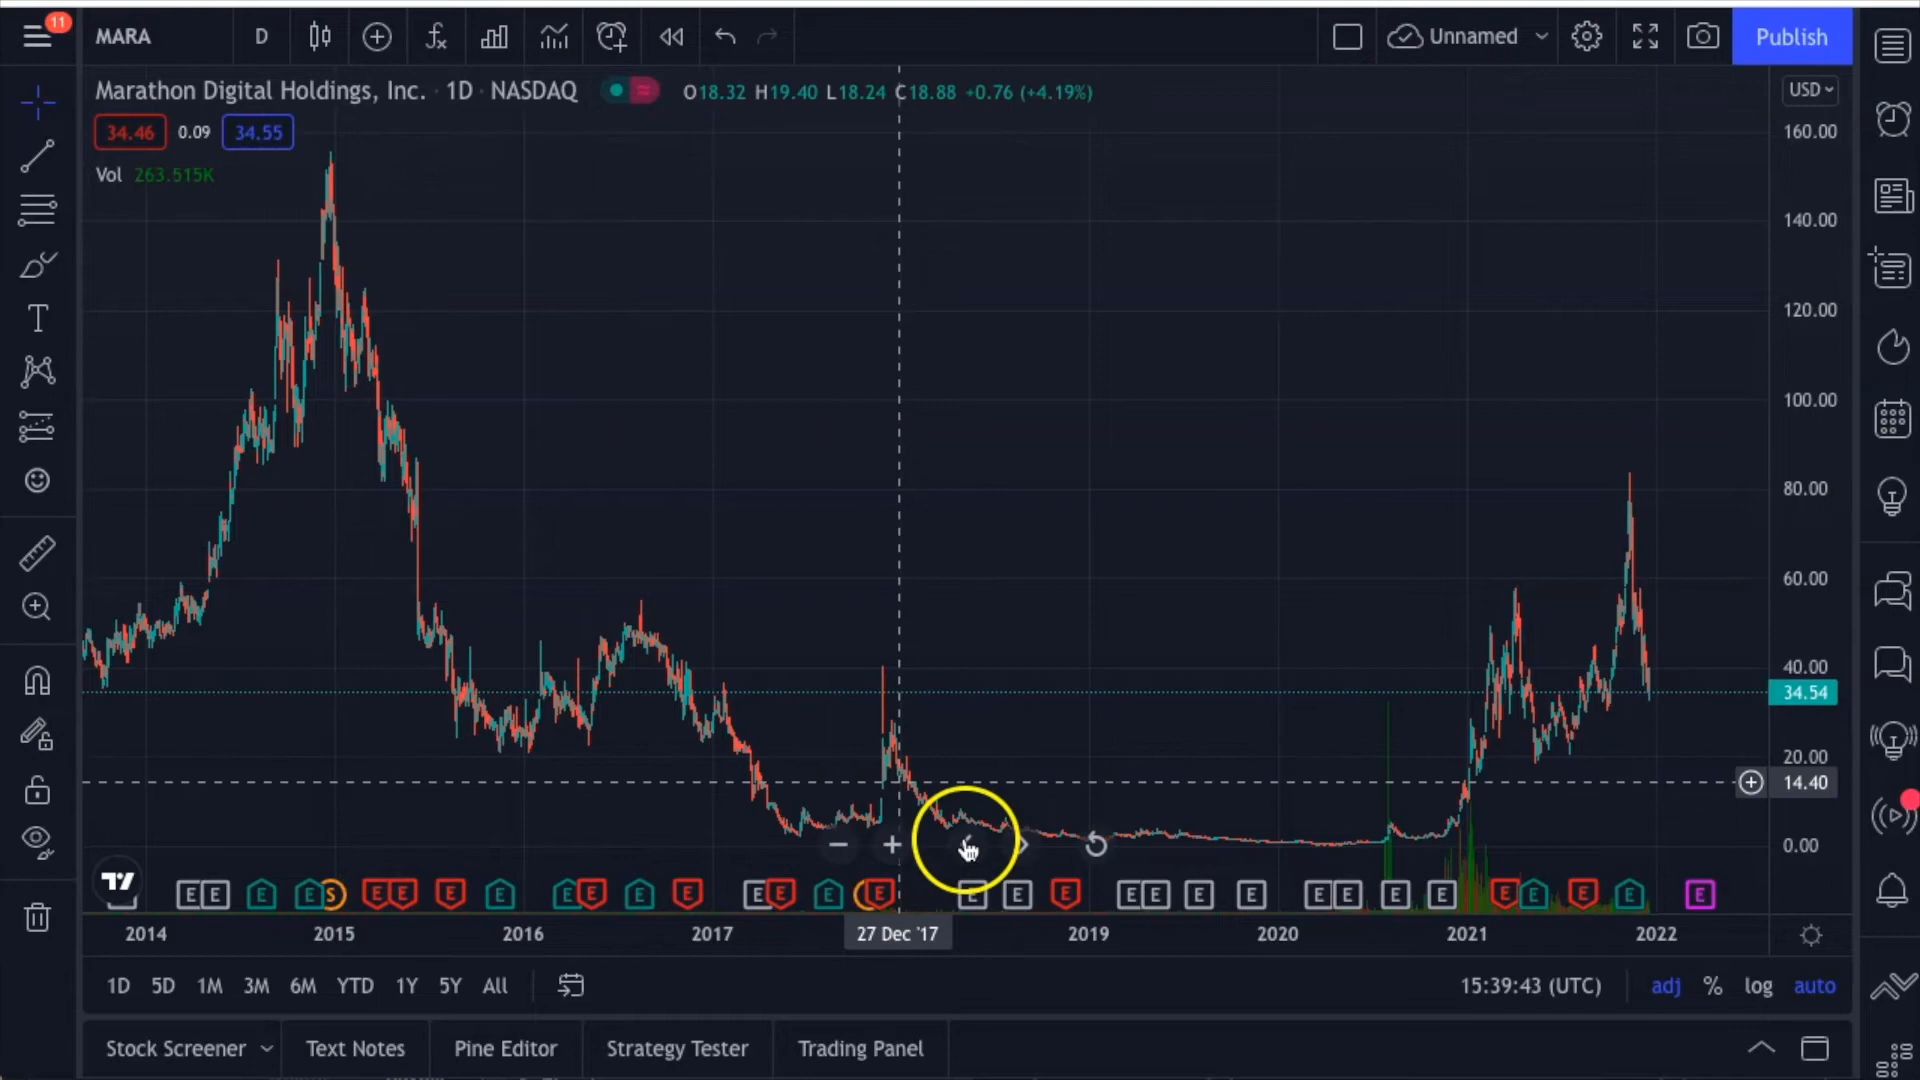 11
MARA
D
Unnamed
Publish
Marathon Digital Holdings, Inc. · 1D · NASDAQ
O18.32 H19.40 L18.24 C18.88 +0.76 (+4.19%)
USD
34.46 0.09 34.55
Vol 263.515K
160.00
140.00
120.00
100.00
80.00
60.00
40.00
34.54
20.00
14.40
0.00
E E E E S E E E E E E E E E E E E E E E E E E E E E E E E E E E
2014 2015 2016 2017 27 Dec '17 2019 2020 2021 2022
1D 5D 1M 3M 6M YTD 1Y 5Y All
15:39:43 (UTC) adj % log auto
Stock Screener Text Notes Pine Editor Strategy Tester Trading Panel